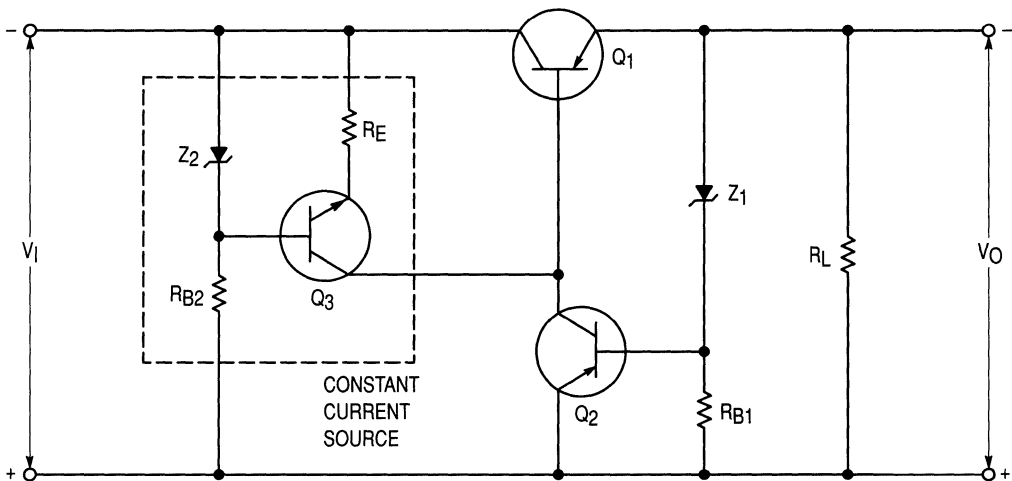 − −
Q1
RE
Z2
Z1
VI
RL
VO
RB2
Q3
CONSTANT
CURRENT
SOURCE
Q2
RB1
+ +